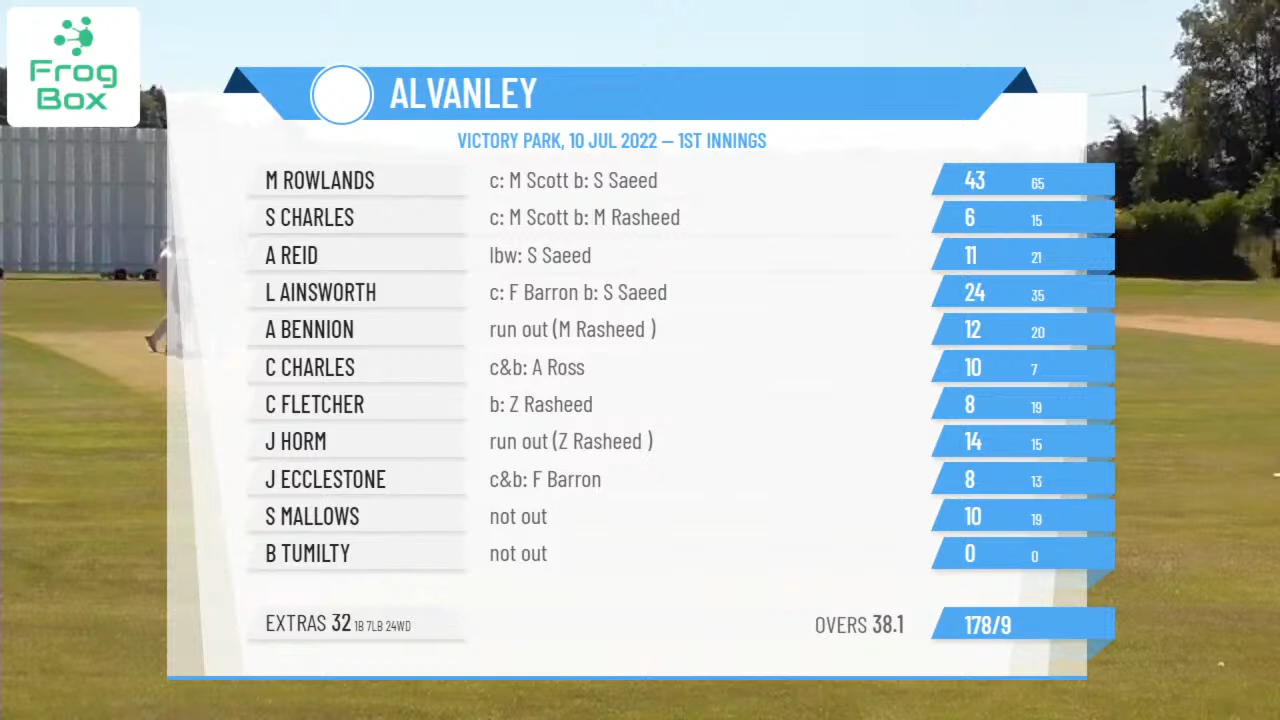 Frog
Box
ALVANLEY
VICTORY PARK, 10 JUL 2022 – 1ST INNINGS
M ROWLANDS c: M Scott b: S Saeed 43 65
S CHARLES c: M Scott b: M Rasheed 6 15
A REID lbw: S Saeed 11 21
L AINSWORTH c: F Barron b: S Saeed 24 35
A BENNION run out (M Rasheed ) 12 20
C CHARLES c&b: A Ross 10 7
C FLETCHER b: Z Rasheed 8 19
J HORM run out (Z Rasheed ) 14 15
J ECCLESTONE c&b: F Barron 8 13
S MALLOWS not out 10 19
B TUMILTY not out 0 0
EXTRAS 32 1B 7LB 24WD OVERS 38.1 178/9